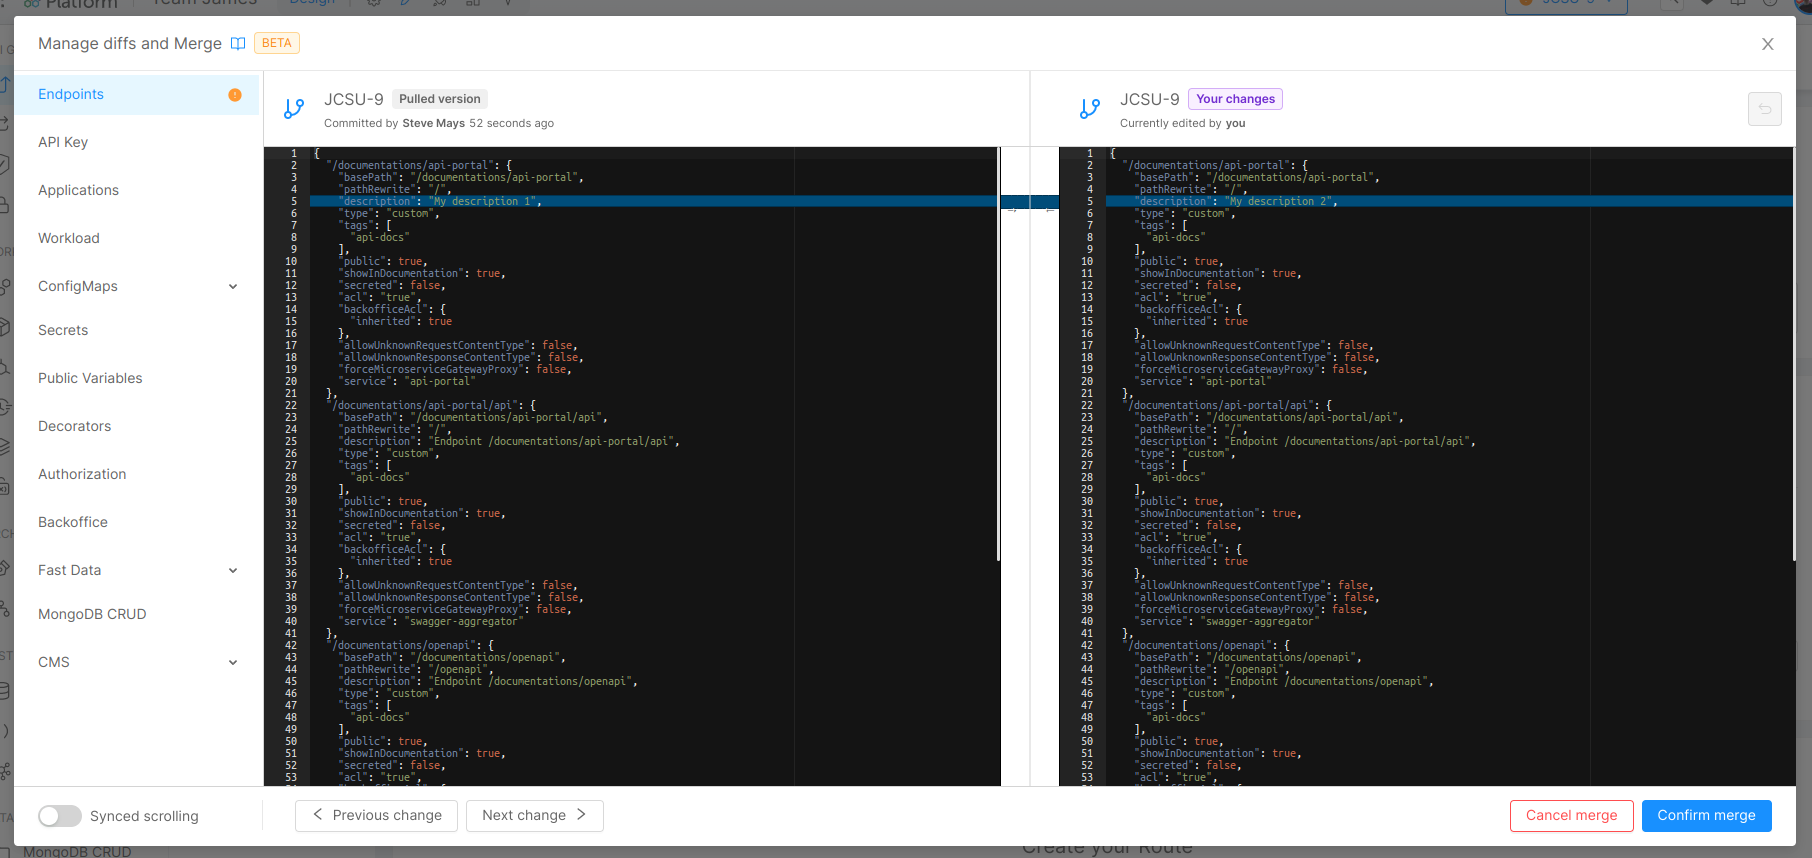 Platform
Team James
Design
JCSU-9
Manage diffs and Merge BETA
Endpoints
API Key
Applications
Workload
ConfigMaps
Secrets
Public Variables
Decorators
Authorization
Backoffice
Fast Data
MongoDB CRUD
CMS
JCSU-9 Pulled version
Committed by Steve Mays 52 seconds ago
1 {
2 "/documentations/api-portal": {
3 "basePath": "/documentations/api-portal",
4 "pathRewrite": "/",
5 "description": "My description 1",
6 "type": "custom",
7 "tags": [
8 "api-docs"
9 ],
10 "public": true,
11 "showInDocumentation": true,
12 "secreted": false,
13 "acl": "true",
14 "backofficeAcl": {
15 "inherited": true
16 },
17 "allowUnknownRequestContentType": false,
18 "allowUnknownResponseContentType": false,
19 "forceMicroserviceGatewayProxy": false,
20 "service": "api-portal"
21 },
22 "/documentations/api-portal/api": {
23 "basePath": "/documentations/api-portal/api",
24 "pathRewrite": "/",
25 "description": "Endpoint /documentations/api-portal/api",
26 "type": "custom",
27 "tags": [
28 "api-docs"
29 ],
30 "public": true,
31 "showInDocumentation": true,
32 "secreted": false,
33 "acl": "true",
34 "backofficeAcl": {
35 "inherited": true
36 },
37 "allowUnknownRequestContentType": false,
38 "allowUnknownResponseContentType": false,
39 "forceMicroserviceGatewayProxy": false,
40 "service": "swagger-aggregator"
41 },
42 "/documentations/openapi": {
43 "basePath": "/documentations/openapi",
44 "pathRewrite": "/openapi",
45 "description": "Endpoint /documentations/openapi",
46 "type": "custom",
47 "tags": [
48 "api-docs"
49 ],
50 "public": true,
51 "showInDocumentation": true,
52 "secreted": false,
53 "acl": "true",
JCSU-9 Your changes
Currently edited by you
1 {
2 "/documentations/api-portal": {
3 "basePath": "/documentations/api-portal",
4 "pathRewrite": "/",
5 "description": "My description 2",
6 "type": "custom",
7 "tags": [
8 "api-docs"
9 ],
10 "public": true,
11 "showInDocumentation": true,
12 "secreted": false,
13 "acl": "true",
14 "backofficeAcl": {
15 "inherited": true
16 },
17 "allowUnknownRequestContentType": false,
18 "allowUnknownResponseContentType": false,
19 "forceMicroserviceGatewayProxy": false,
20 "service": "api-portal"
21 },
22 "/documentations/api-portal/api": {
23 "basePath": "/documentations/api-portal/api",
24 "pathRewrite": "/",
25 "description": "Endpoint /documentations/api-portal/api",
26 "type": "custom",
27 "tags": [
28 "api-docs"
29 ],
30 "public": true,
31 "showInDocumentation": true,
32 "secreted": false,
33 "acl": "true",
34 "backofficeAcl": {
35 "inherited": true
36 },
37 "allowUnknownRequestContentType": false,
38 "allowUnknownResponseContentType": false,
39 "forceMicroserviceGatewayProxy": false,
40 "service": "swagger-aggregator"
41 },
42 "/documentations/openapi": {
43 "basePath": "/documentations/openapi",
44 "pathRewrite": "/openapi",
45 "description": "Endpoint /documentations/openapi",
46 "type": "custom",
47 "tags": [
48 "api-docs"
49 ],
50 "public": true,
51 "showInDocumentation": true,
52 "secreted": false,
53 "acl": "true",
Synced scrolling
Previous change
Next change
Cancel merge
Confirm merge
MongoDB CRUD
Create your Route